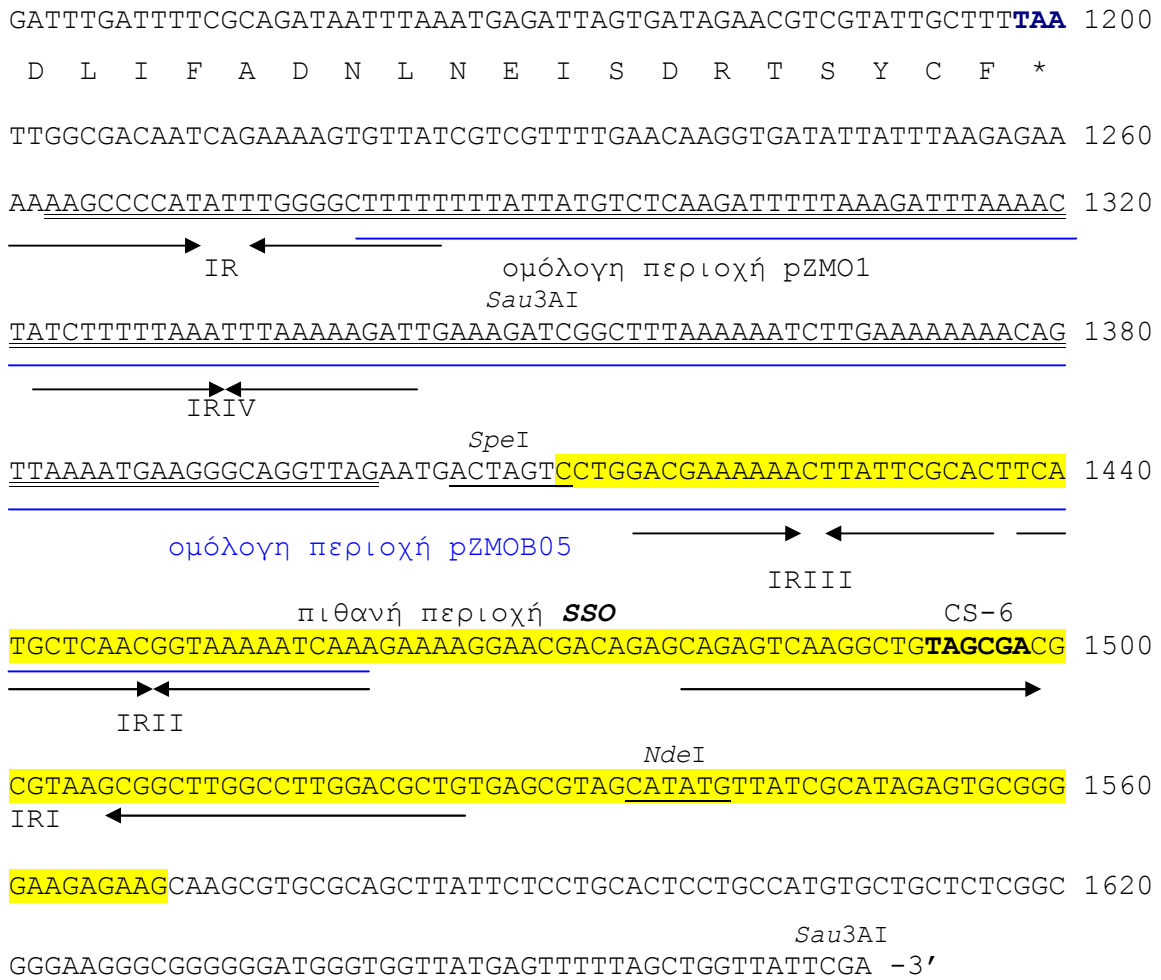 GATTTGATTTTCGCAGATAATTTAAATGAGATTAGTGATAGAACGTCGTATTGCTTTTAA 1200
D L I F A D N L N E I S D R T S Y C F *
TTGGCGACAATCAGAAAAGTGTTATCGTCGTTTTGAACAAGGTGATATTATTTAAGAGAA 1260
AAAAGCCCCATATTTGGGGCTTTTTTTTATTATGTCTCAAGATTTTTAAAGATTTAAAAC 1320
IR ομόλογη περιοχή pZMO1
Sau3AI
TATCTTTTTAAATTTAAAAAGATTGAAAGATCGGCTTTAAAAAATCTTGAAAAAAAACAG 1380
IRIV
SpeI
TTAAAATGAAGGGCAGGTTAGAATGACTAGTCCTGGACGAAAAAACTTATTCGCACTTCA 1440
ομόλογη περιοχή pZMOB05
IRIII
πιθανή περιοχή SSO CS-6
TGCTCAACGGTAAAAATCAAAGAAAAGGAACGACAGAGCAGAGTCAAGGCTGTAGCGACG 1500
IRII
NdeI
CGTAAGCGGCTTGGCCTTGGACGCTGTGAGCGTAGCATATGTTATCGCATAGAGTGCGGG 1560
IRI
GAAGAGAAGCAAGCGTGCGCAGCTTATTCTCCTGCACTCCTGCCATGTGCTGCTCTCGGC 1620
Sau3AI
GGGAAGGGCGGGGGGATGGGTGGTTATGAGTTTTTAGCTGGTTATTCGA -3’